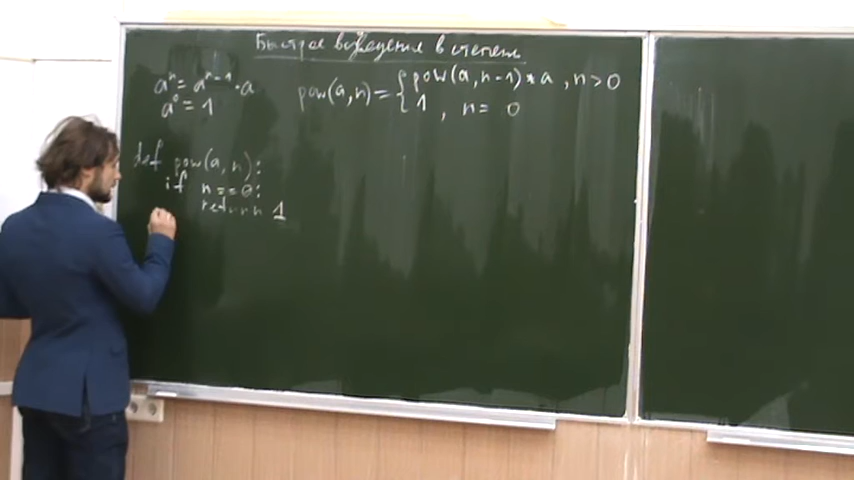 Быстрое возведения в степень
aⁿ = aⁿ⁻¹ · a
a⁰ = 1
pow(a, n) = { pow(a, n-1) * a , n > 0
1 , n = 0
def pow(a, n):
if n == 0:
return 1